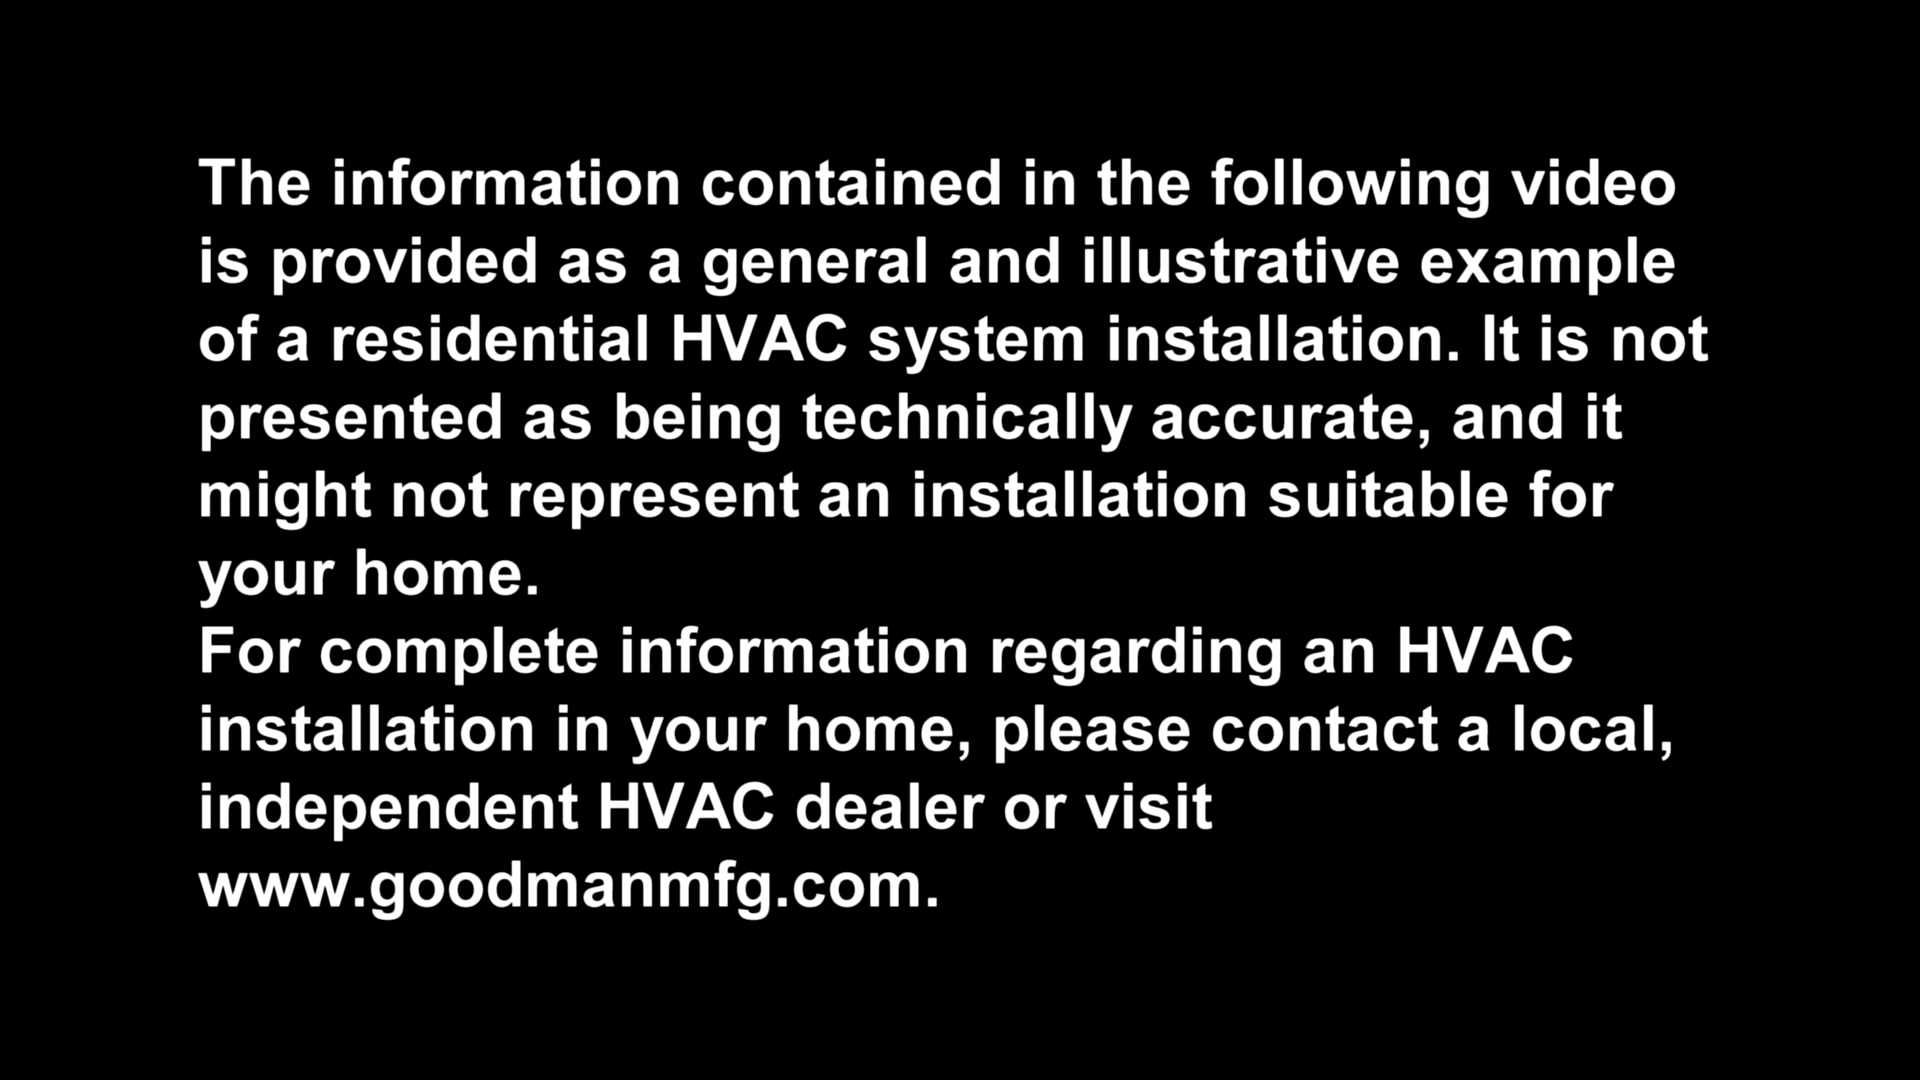 The information contained in the following video
is provided as a general and illustrative example
of a residential HVAC system installation. It is not
presented as being technically accurate, and it
might not represent an installation suitable for
your home.
For complete information regarding an HVAC
installation in your home, please contact a local,
independent HVAC dealer or visit
www.goodmanmfg.com.